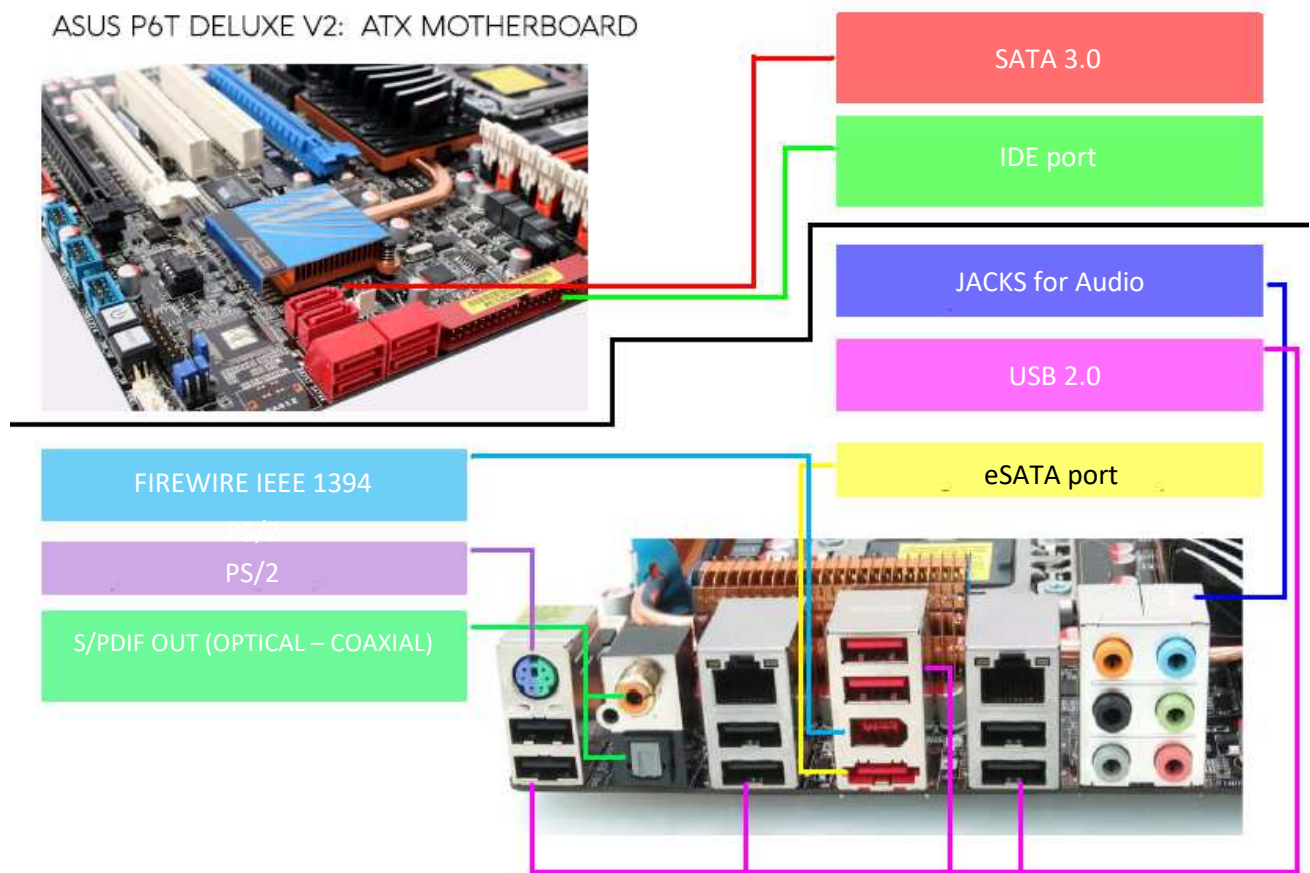 ASUS P6T DELUXE V2: ATX MOTHERBOARD
SATA 3.0
IDE port
JACKS for Audio
USB 2.0
FIREWIRE IEEE 1394
eSATA port
PS/2
S/PDIF OUT (OPTICAL – COAXIAL)
ASUS